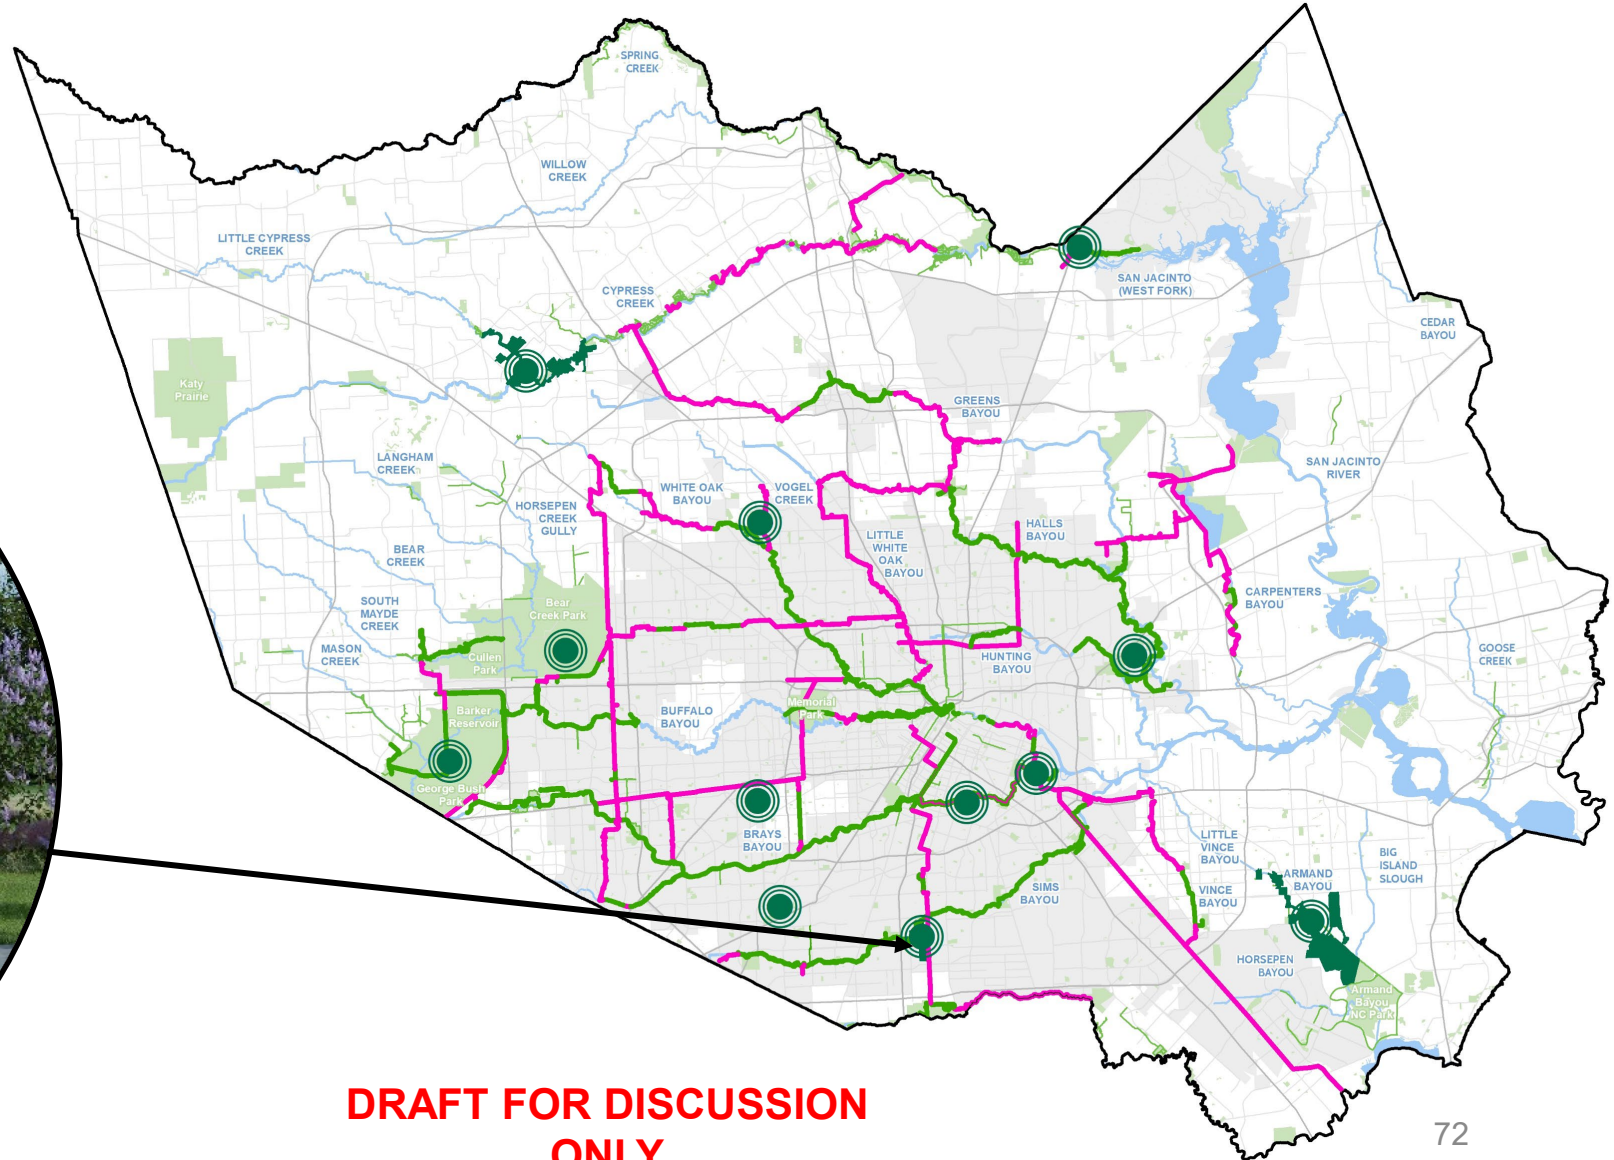 SPRING
CREEK
WILLOW
CREEK
LITTLE CYPRESS
CREEK
CYPRESS
CREEK
SAN JACINTO
(WEST FORK)
CEDAR
BAYOU
Katy
Prairie
GREENS
BAYOU
LANGHAM
CREEK
SAN JACINTO
RIVER
WHITE OAK
BAYOU
VOGEL
CREEK
HORSEPEN
CREEK
GULLY
HALLS
BAYOU
LITTLE
WHITE
OAK
BAYOU
BEAR
CREEK
Bear
Creek Park
CARPENTERS
BAYOU
SOUTH
MAYDE
CREEK
MASON
CREEK
Cullen
Park
HUNTING
BAYOU
GOOSE
CREEK
Barker
Reservoir
BUFFALO
BAYOU
Memorial
Park
George Bush
Park
BRAYS
BAYOU
LITTLE
VINCE
BAYOU
BIG
ISLAND
SLOUGH
SIMS
BAYOU
VINCE
BAYOU
ARMAND
BAYOU
HORSEPEN
BAYOU
Armand
Bayou
NC Park
DRAFT FOR DISCUSSION
ONLY
72